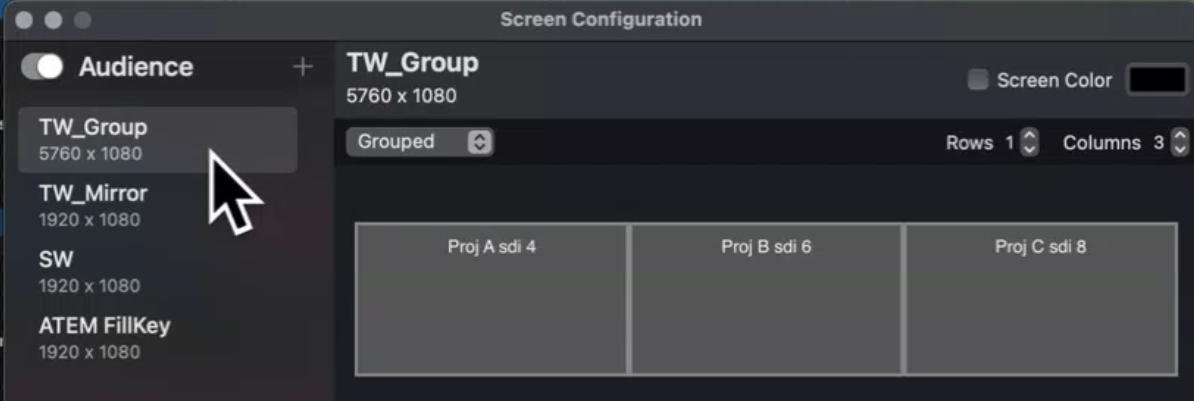 Screen Configuration
Audience
TW_Group
5760 x 1080
TW_Mirror
1920 x 1080
SW
1920 x 1080
ATEM FillKey
1920 x 1080
TW_Group
5760 x 1080
Screen Color
Grouped
Rows 1
Columns 3
Proj A sdi 4
Proj B sdi 6
Proj C sdi 8